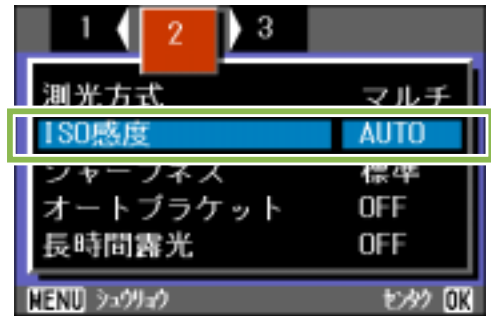 1 2 3
測光方式 マルチ
ISO感度 AUTO
シャープネス 標準
オートブラケット OFF
長時間露光 OFF
MENU シュウリョウ センタク OK